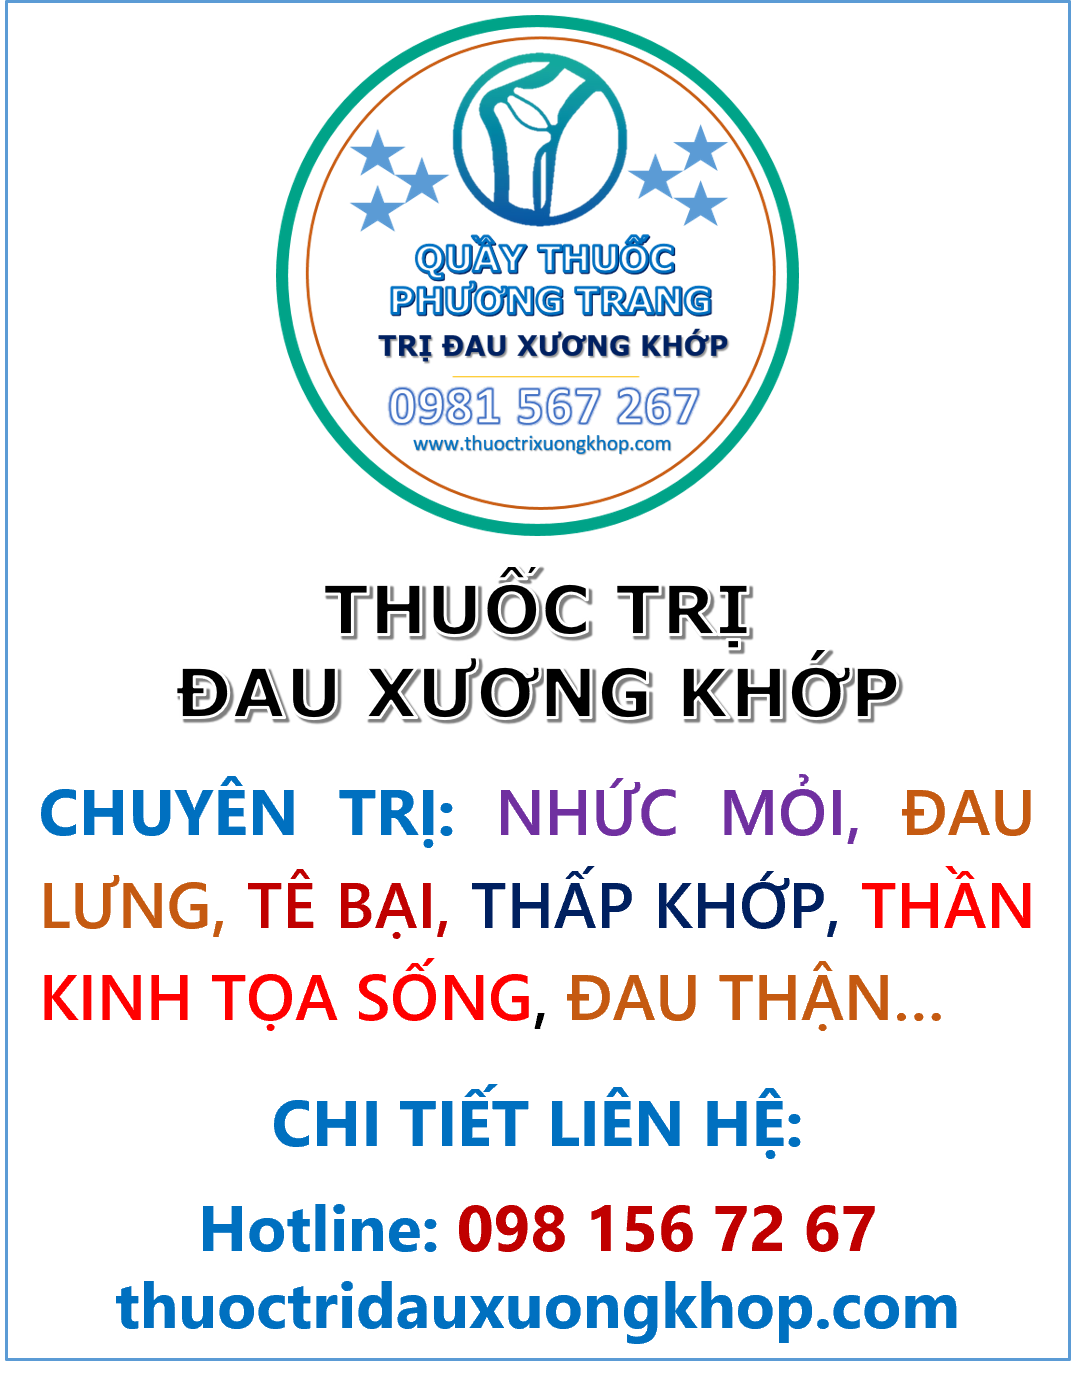 QUẦY THUỐC
PHƯƠNG TRANG
TRỊ ĐAU XƯƠNG KHỚP
0981 567 267
www.thuoctrixuongkhop.com
THUỐC TRỊ
ĐAU XƯƠNG KHỚP
CHUYÊN TRỊ: NHỨC MỎI, ĐAU
LƯNG, TÊ BẠI, THẤP KHỚP, THẦN
KINH TỌA SỐNG, ĐAU THẬN...
CHI TIẾT LIÊN HỆ:
Hotline: 098 156 72 67
thuoctridauxuongkhop.com